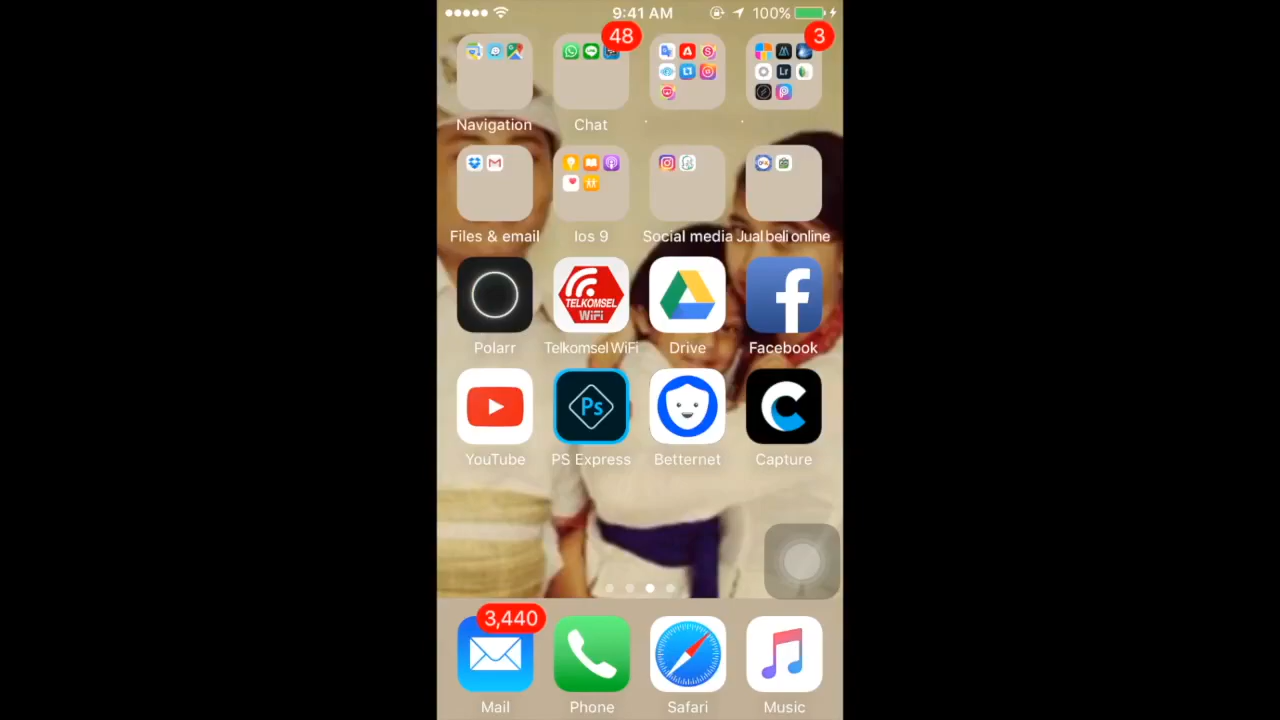 9:41 AM 100%
48 3
Navigation Chat . .
Lr
Files & email Ios 9 Social media Jual beli online
TELKOMSEL
WiFi
Polarr Telkomsel WiFi Drive Facebook
Ps
YouTube PS Express Betternet Capture
3,440
Mail Phone Safari Music